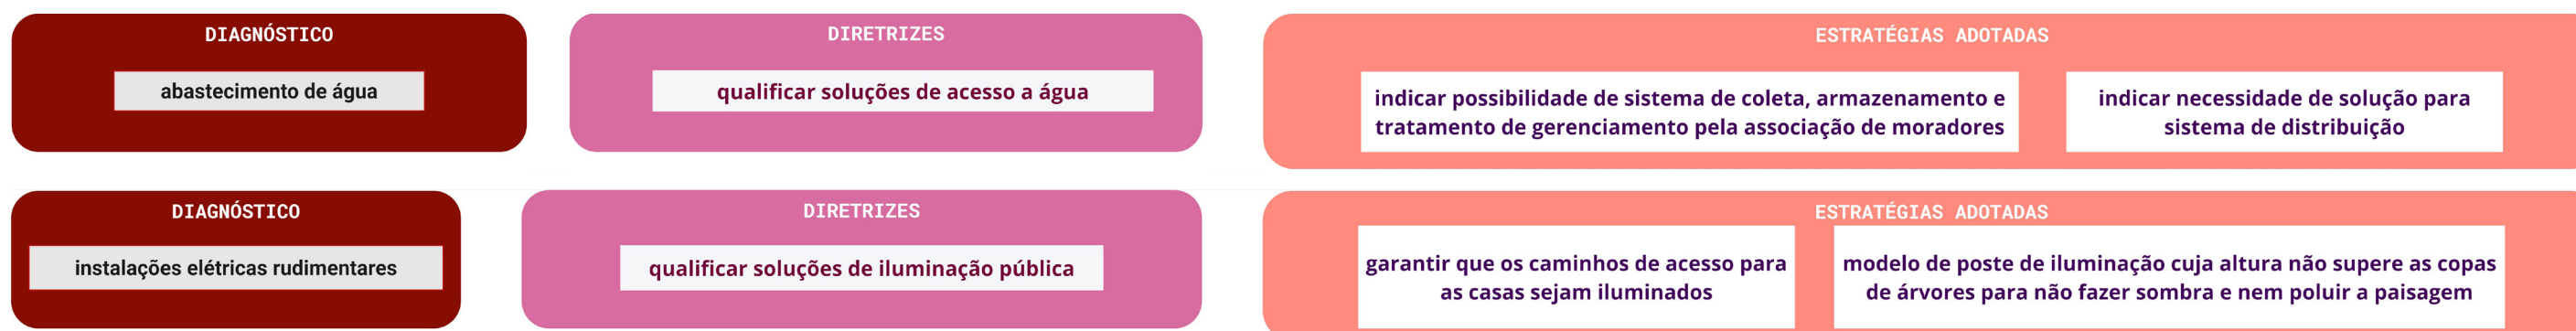 DIAGNÓSTICO
abastecimento de água
DIRETRIZES
qualificar soluções de acesso a água
ESTRATÉGIAS ADOTADAS
indicar possibilidade de sistema de coleta, armazenamento e
tratamento de gerenciamento pela associação de moradores
indicar necessidade de solução para
sistema de distribuição
DIAGNÓSTICO
instalações elétricas rudimentares
DIRETRIZES
qualificar soluções de iluminação pública
ESTRATÉGIAS ADOTADAS
garantir que os caminhos de acesso para
as casas sejam iluminados
modelo de poste de iluminação cuja altura não supere as copas
de árvores para não fazer sombra e nem poluir a paisagem